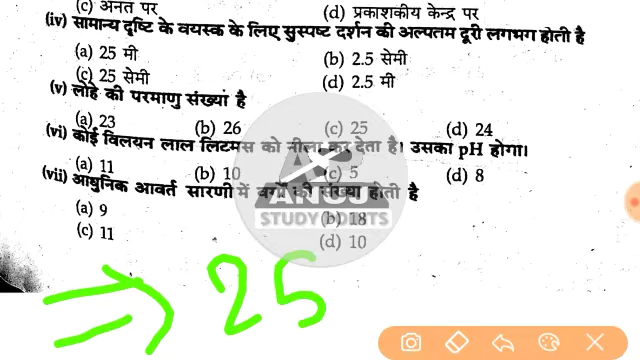 (c) अनंत पर (d) प्रकाशकीय केन्द्र पर
(iv) सामान्य दृष्टि के वयस्क के लिए सुस्पष्ट दर्शन की अल्पतम दूरी लगभग होती है
(a) 25 मी (b) 2.5 सेमी
(c) 25 सेमी (d) 2.5 मी
(v) लोहे की परमाणु संख्या है
(a) 23 (b) 26 (c) 25 (d) 24
(vi) कोई विलयन लाल लिटमस को नीला कर देता है। उसका pH होगा।
(a) 11 (b) 10 (c) 5 (d) 8
(vii) आधुनिक आवर्त सारणी में वर्गों की संख्या होती है
(a) 9 (b) 18
(c) 11 (d) 10
ANUJ
STUDY POINTS
25